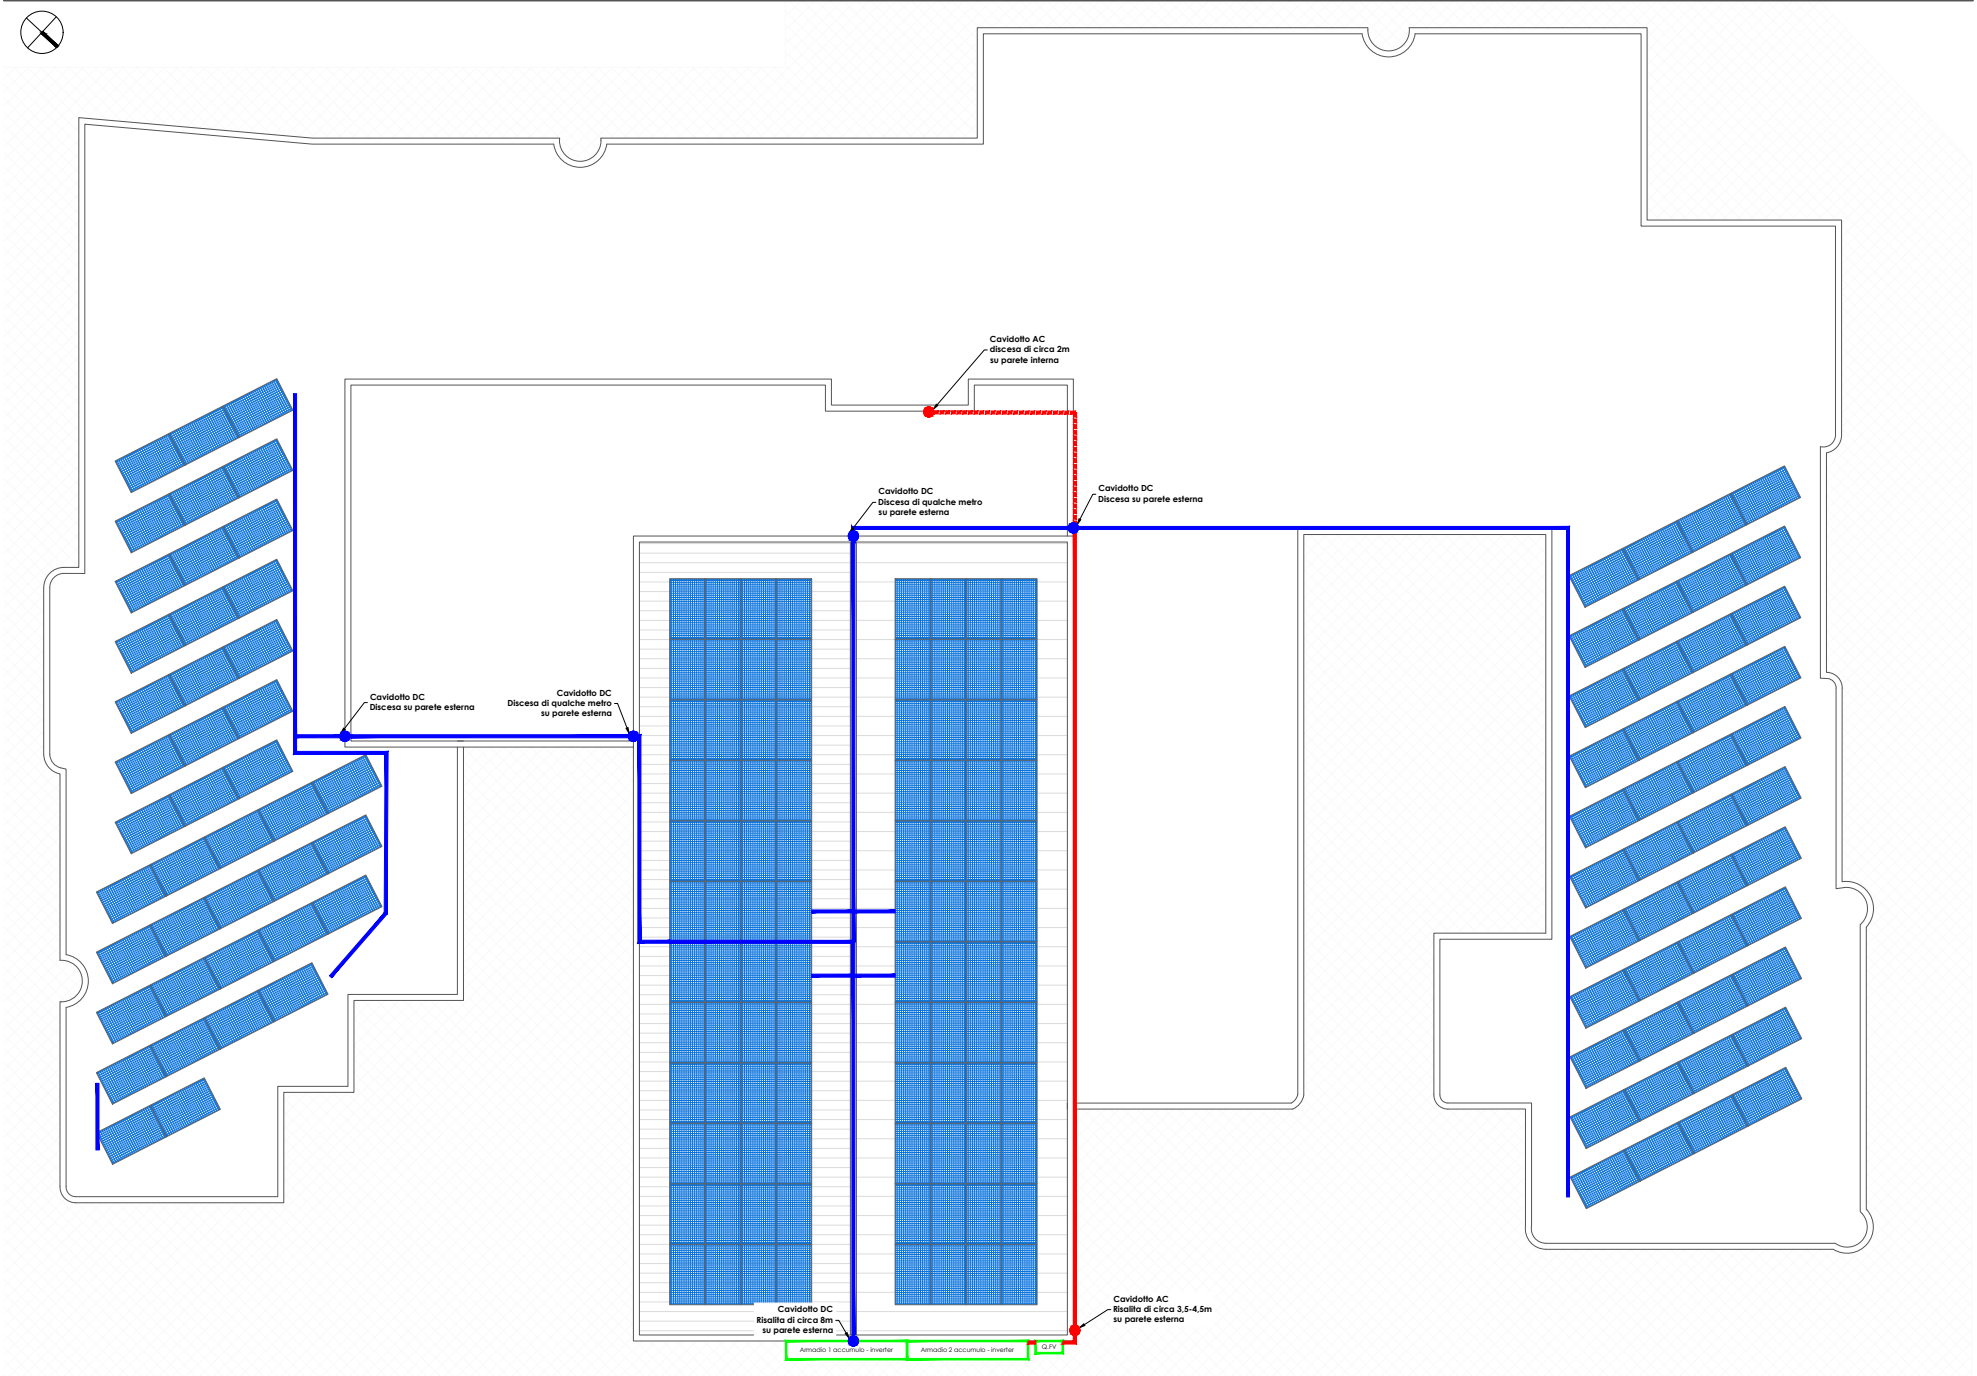 Cavidotto AC
discesa di circa 2m
su parete interna
Cavidotto DC
Discesa di qualche metro
su parete esterna
Cavidotto DC
Discesa su parete esterna
Cavidotto DC
Discesa su parete esterna
Cavidotto DC
Discesa di qualche metro
su parete esterna
Cavidotto DC
Risalita di circa 8m
su parete esterna
Cavidotto AC
Risalita di circa 3,5-4,5m
su parete esterna
Armadio 1 accumulo - inverter
Armadio 2 accumulo - inverter
Q.FV